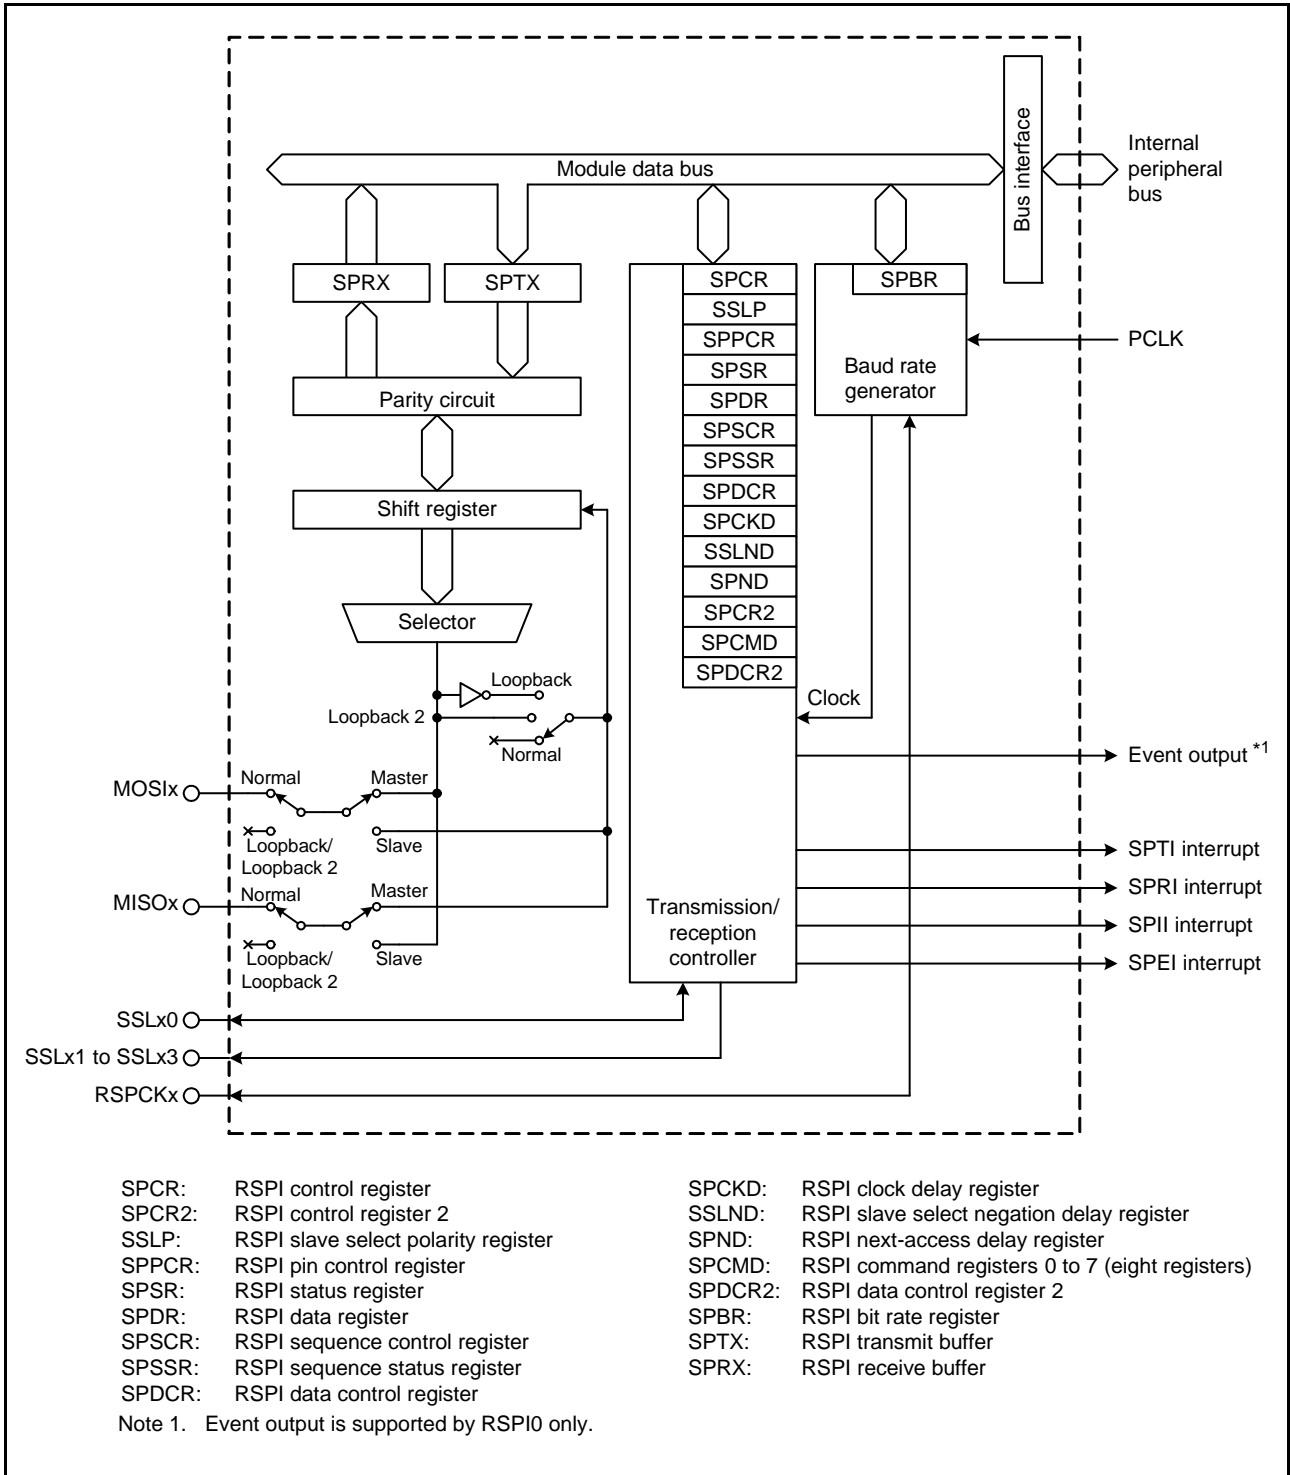 Bus interface
Internal
peripheral
bus
Module data bus
SPRX
SPTX
SPCR
SSLP
SPPCR
SPSR
SPDR
SPSCR
SPSSR
SPDCR
SPCKD
SSLND
SPND
SPCR2
SPCMD
SPDCR2
SPBR
Baud rate
generator
PCLK
Parity circuit
Shift register
Selector
Loopback
Loopback 2
Normal
Clock
Event output *1
MOSIx
Normal
Master
Loopback/
Loopback 2
Slave
SPTI interrupt
MISOx
Normal
Master
Loopback/
Loopback 2
Slave
SPRI interrupt
SPII interrupt
SPEI interrupt
Transmission/
reception
controller
SSLx0
SSLx1 to SSLx3
RSPCKx
SPCR: RSPI control register
SPCR2: RSPI control register 2
SSLP: RSPI slave select polarity register
SPPCR: RSPI pin control register
SPSR: RSPI status register
SPDR: RSPI data register
SPSCR: RSPI sequence control register
SPSSR: RSPI sequence status register
SPDCR: RSPI data control register
SPCKD: RSPI clock delay register
SSLND: RSPI slave select negation delay register
SPND: RSPI next-access delay register
SPCMD: RSPI command registers 0 to 7 (eight registers)
SPDCR2: RSPI data control register 2
SPBR: RSPI bit rate register
SPTX: RSPI transmit buffer
SPRX: RSPI receive buffer
Note 1. Event output is supported by RSPI0 only.